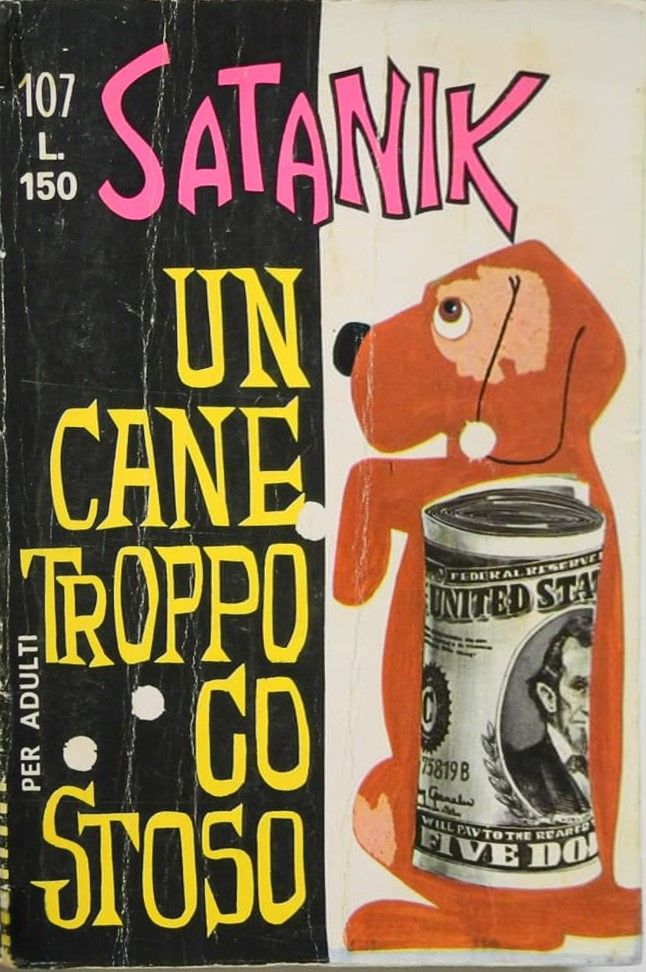 107
L.
150
SATANIK
UN
CANE
TROPPO
CO
STOSO
PER ADULTI
FEDERAL RESERVE
UNITED STA
C
75819B
WILL PAY TO THE BEARER
FIVE DO